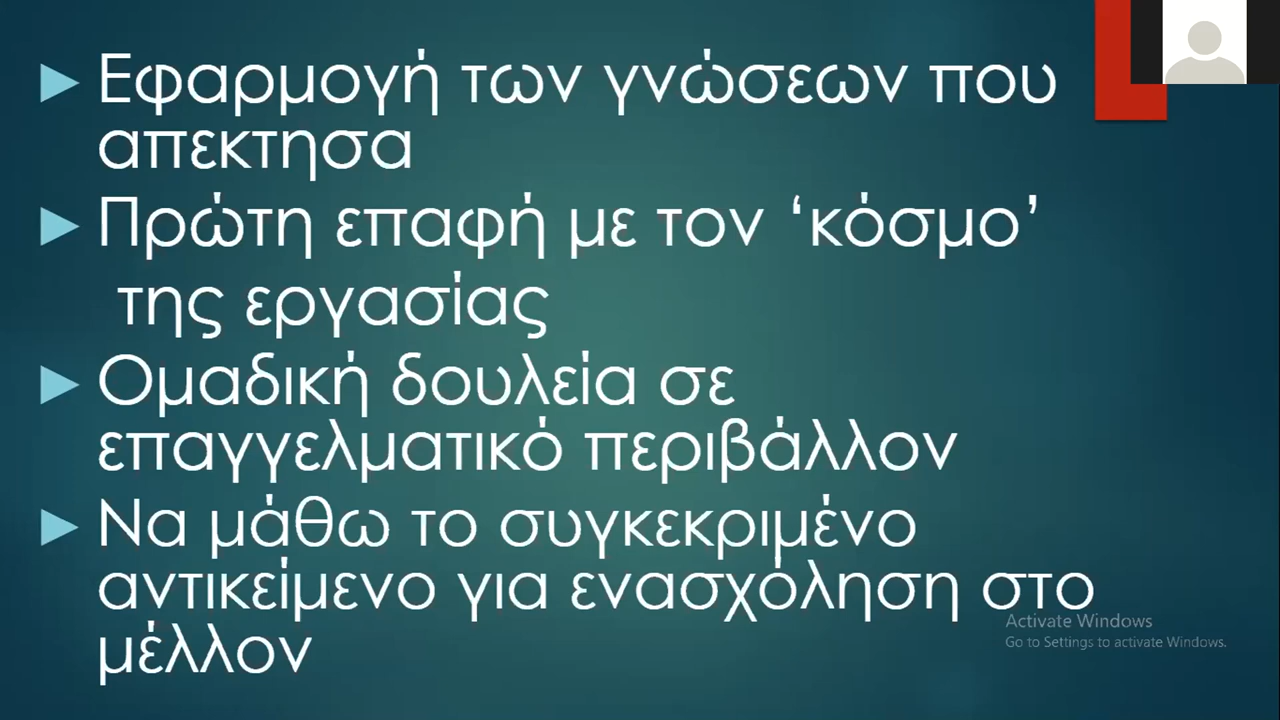 Εφαρμογή των γνώσεων που
απεκτησα
Πρώτη επαφή με τον ‘κόσμο’
της εργασίας
Ομαδική δουλεία σε
επαγγελματικό περιβάλλον
Να μάθω το συγκεκριμένο
αντικείμενο για ενασχόληση στο
μέλλον
Activate Windows
Go to Settings to activate Windows.